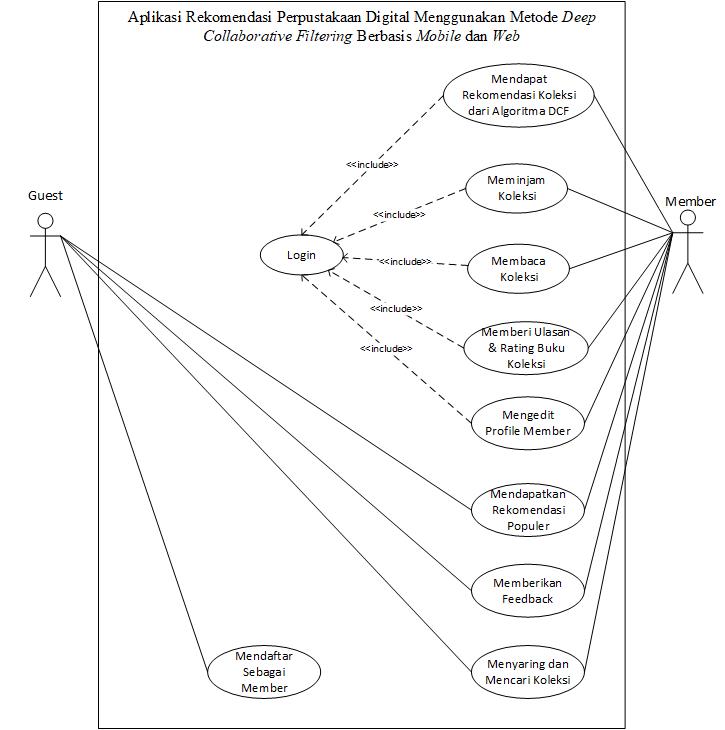 Aplikasi Rekomendasi Perpustakaan Digital Menggunakan Metode Deep
Collaborative Filtering Berbasis Mobile dan Web
Mendapat
Rekomendasi Koleksi
dari Algoritma DCF
<<include>>
Guest
Meminjam
Koleksi
Member
<<include>>
Login
Membaca
Koleksi
<<include>>
<<include>>
Memberi Ulasan
& Rating Buku
Koleksi
<<include>>
Mengedit
Profile Member
Mendapatkan
Rekomendasi
Populer
Memberikan
Feedback
Mendaftar
Sebagai
Member
Menyaring dan
Mencari Koleksi